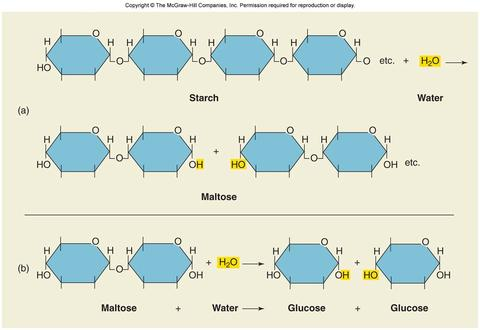 Copyright © The McGraw-Hill Companies, Inc. Permission required for reproduction or display.
H O H H O H H O H H O H
HO O O O O etc. + H₂O
Starch Water
(a)
H O H H O H + H O H H O H
HO O OH HO O OH etc.
Maltose
H O H H O H + H₂O H O H + H O H
(b) HO O OH HO OH HO OH
Maltose + Water Glucose + Glucose